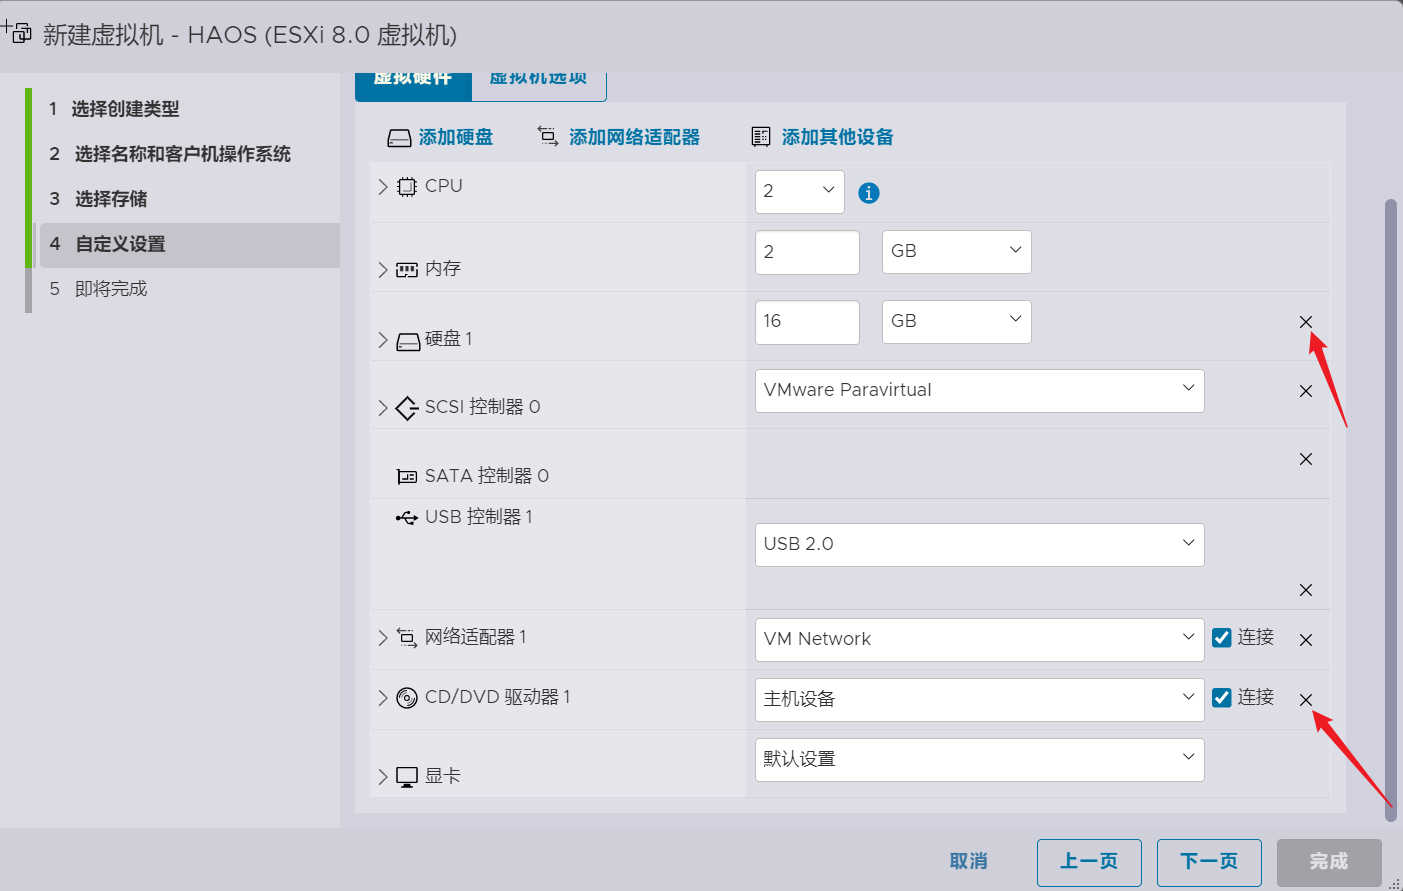 新建虚拟机 - HAOS (ESXi 8.0 虚拟机)
1 选择创建类型
2 选择名称和客户机操作系统
3 选择存储
4 自定义设置
5 即将完成
虚拟硬件 虚拟机选项
添加硬盘 添加网络适配器 添加其他设备
CPU 2
内存 2 GB
硬盘 1 16 GB
SCSI 控制器 0 VMware Paravirtual
SATA 控制器 0
USB 控制器 1 USB 2.0
网络适配器 1 VM Network 连接
CD/DVD 驱动器 1 主机设备 连接
显卡 默认设置
取消 上一页 下一页 完成